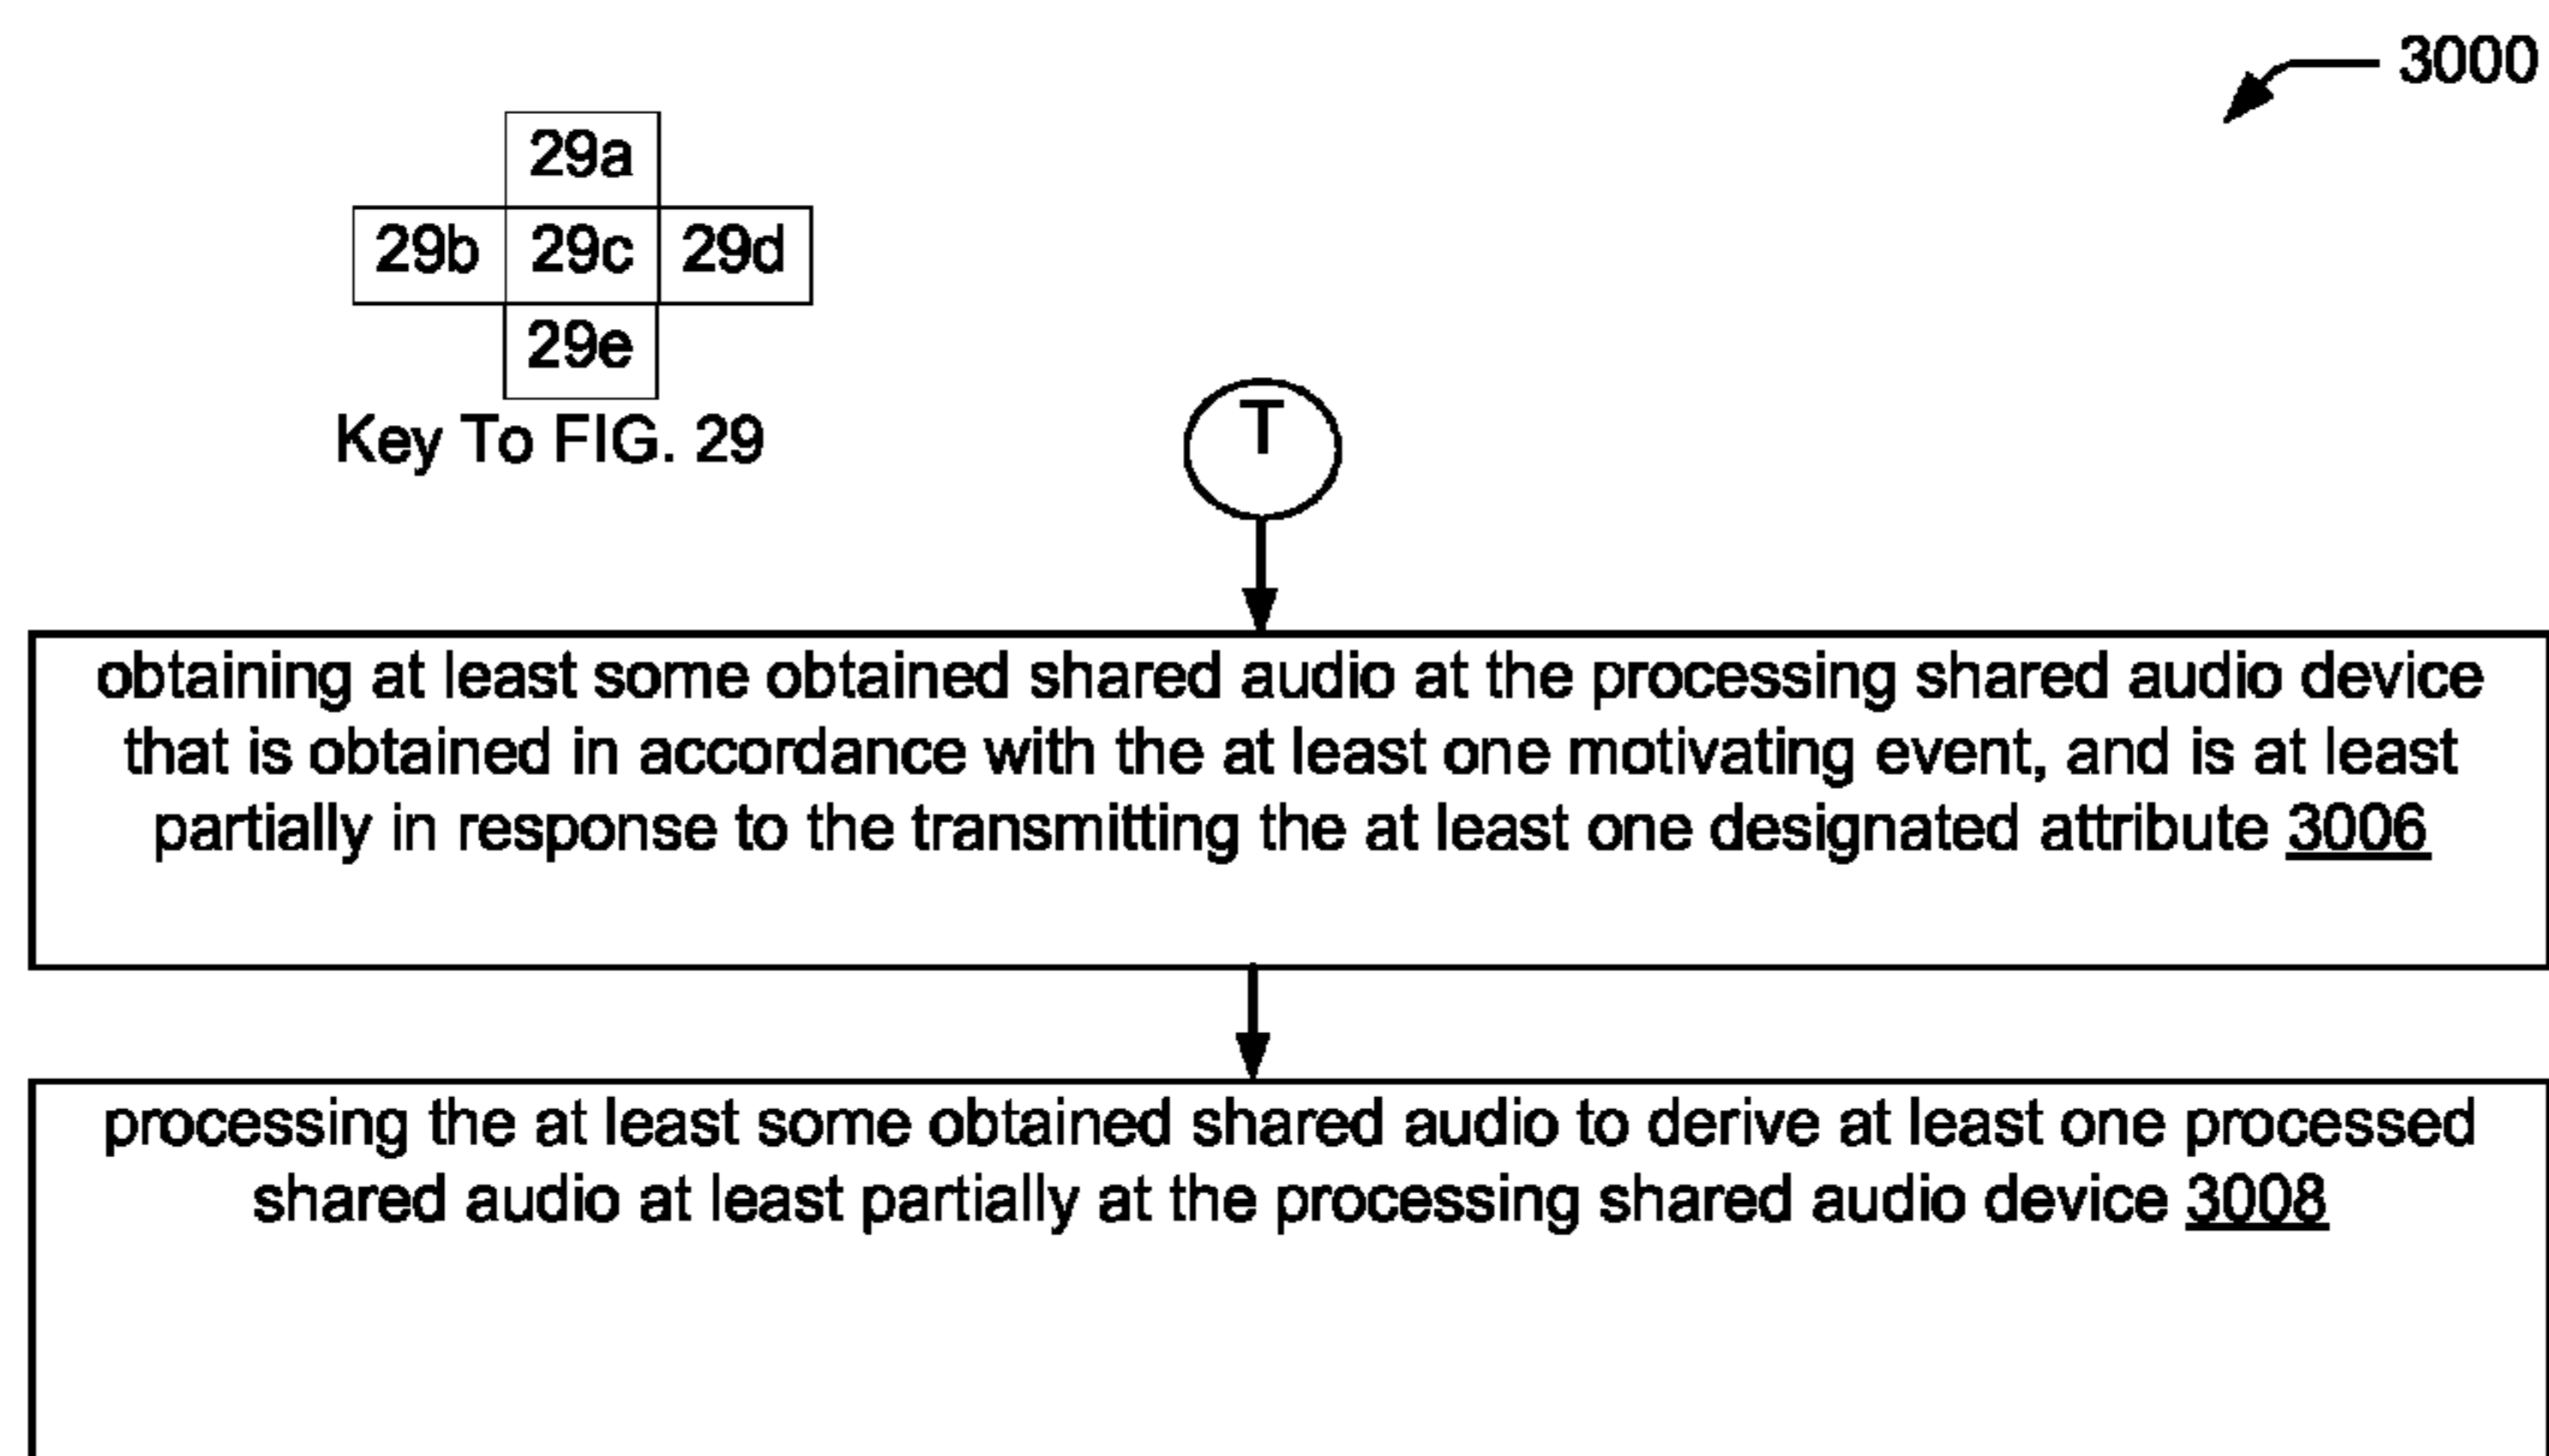 3000
29a
29b 29c 29d
29e
Key To FIG. 29
T
obtaining at least some obtained shared audio at the processing shared audio device
that is obtained in accordance with the at least one motivating event, and is at least
partially in response to the transmitting the at least one designated attribute 3006
processing the at least some obtained shared audio to derive at least one processed
shared audio at least partially at the processing shared audio device 3008